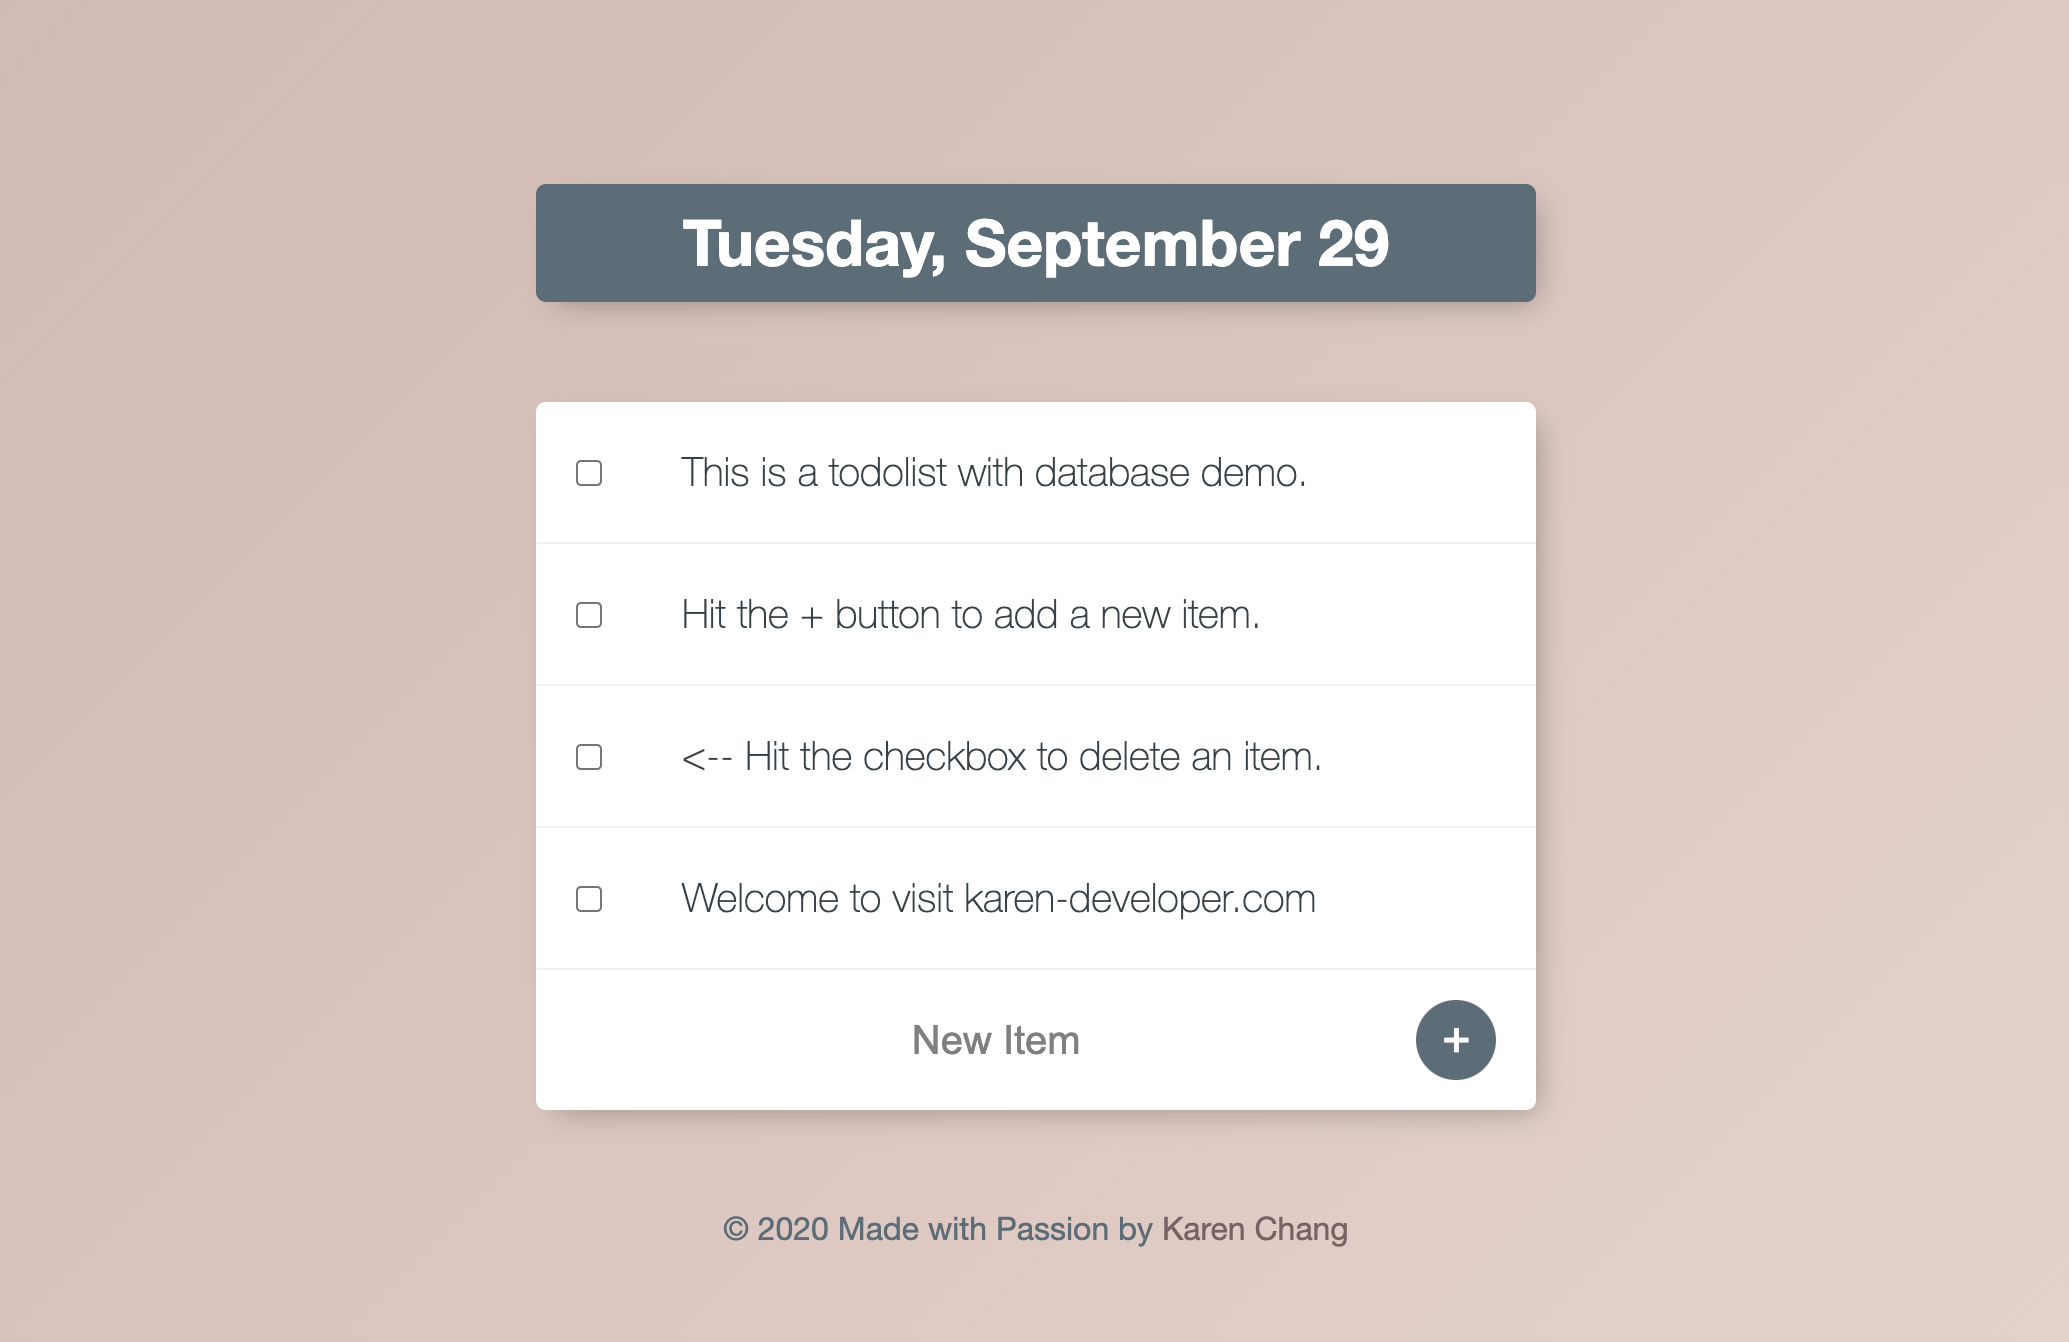 Tuesday, September 29
This is a todolist with database demo.
Hit the + button to add a new item.
<-- Hit the checkbox to delete an item.
Welcome to visit karen-developer.com
New Item +
© 2020 Made with Passion by Karen Chang